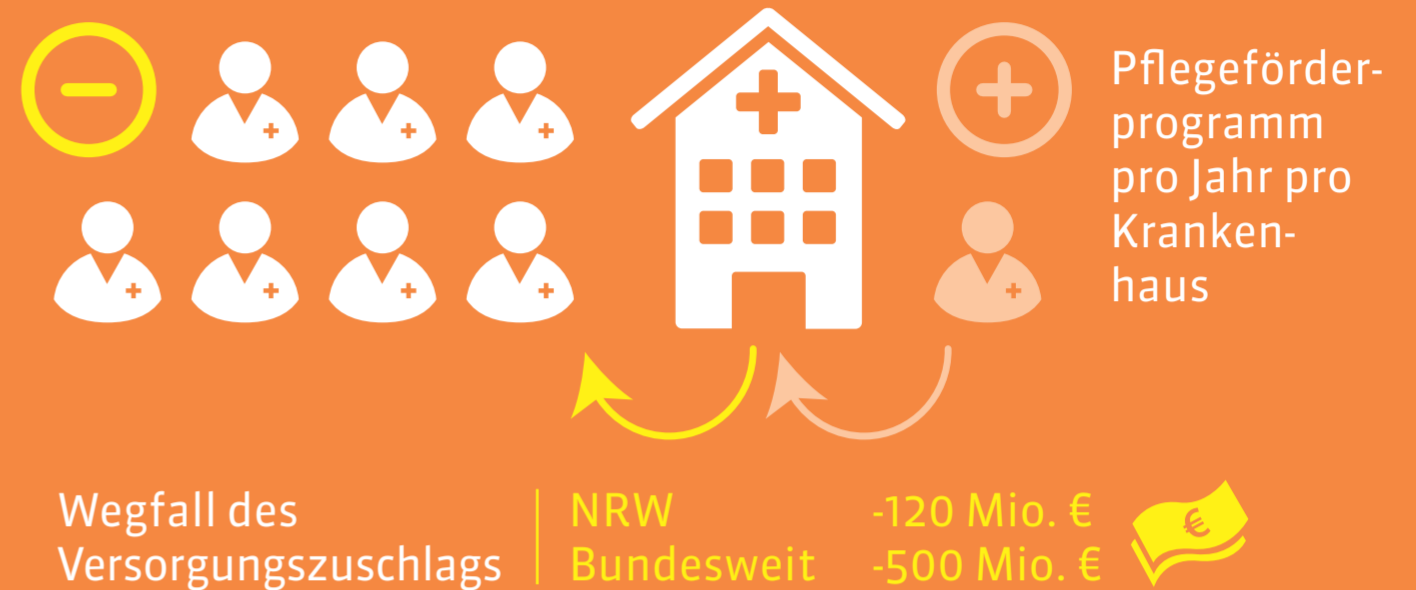 Pflegeförder-
programm
pro Jahr pro
Kranken-
haus
Wegfall des
Versorgungszuschlags
NRW -120 Mio. €
Bundesweit -500 Mio. €
€